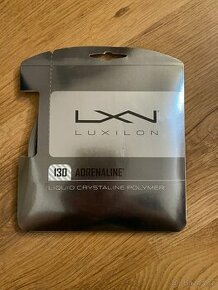 LXN
LUXILON
130 ADRENALINE
LIQUID CRYSTALINE POLYMER